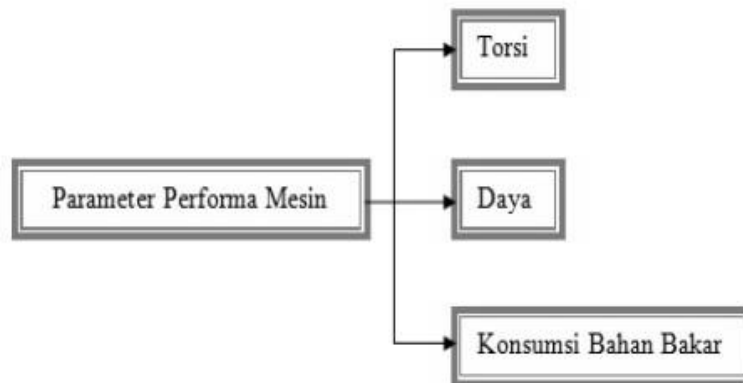 Torsi
Parameter Performa Mesin
Daya
Konsumsi Bahan Bakar